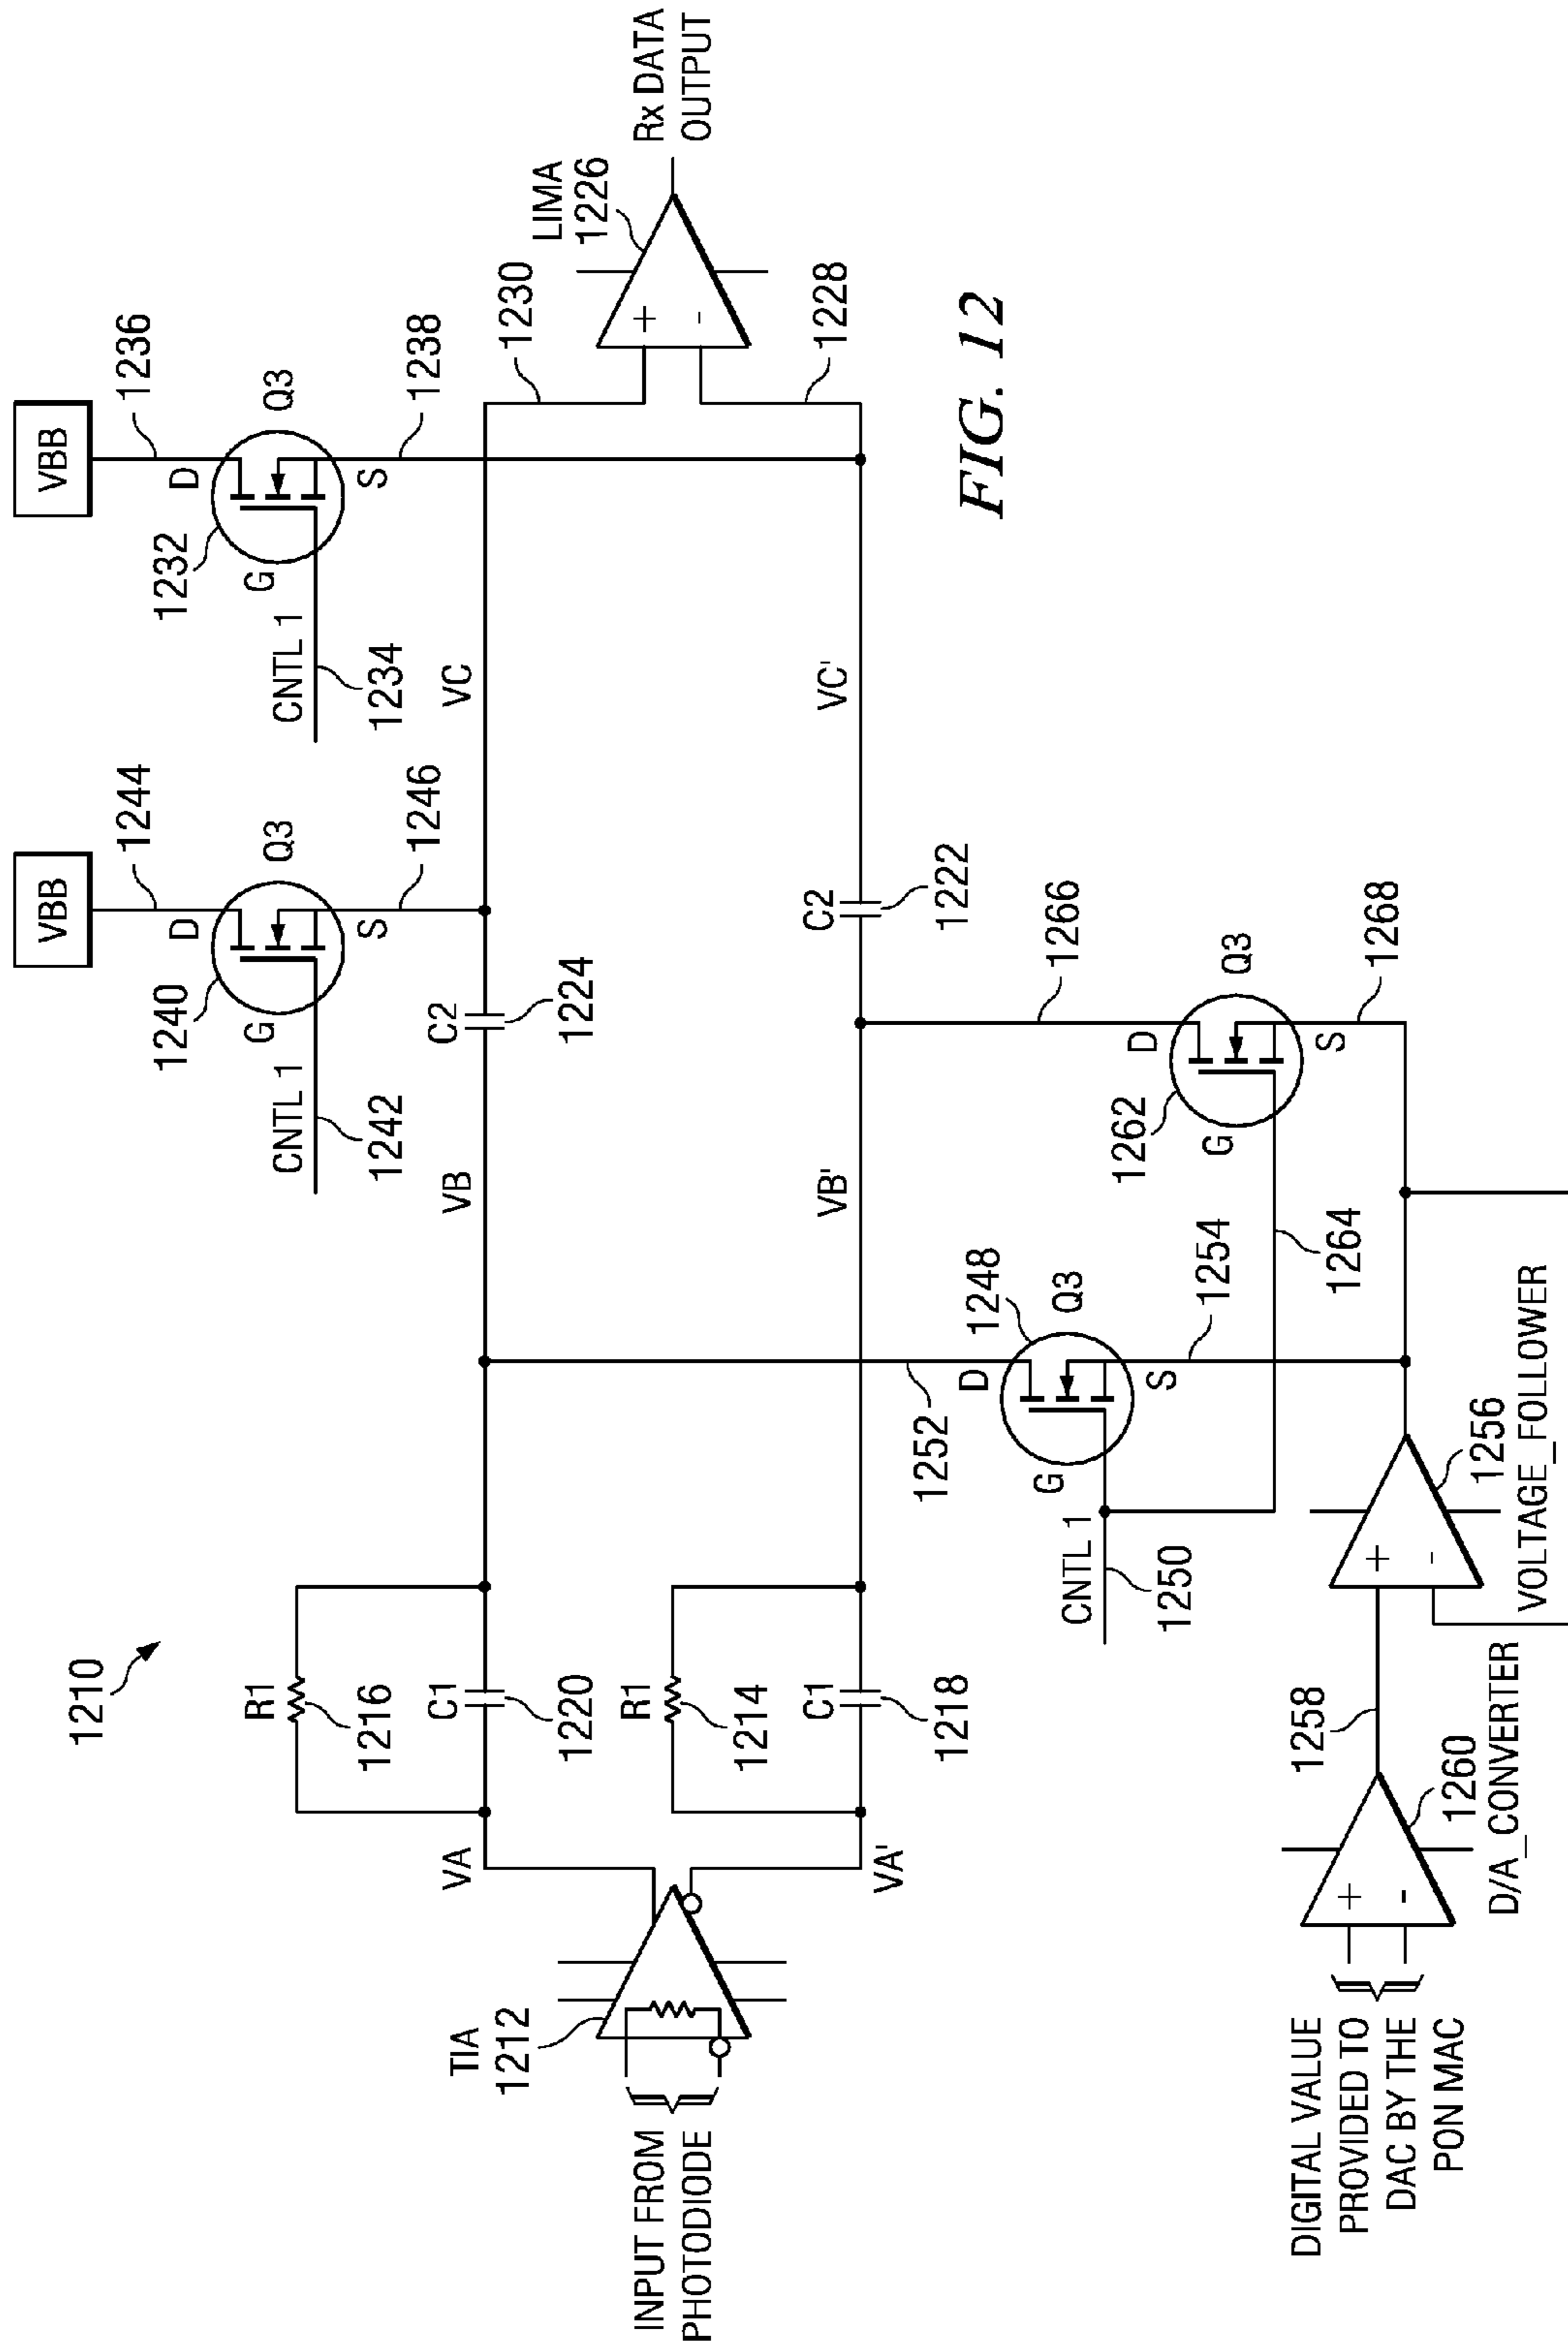 1210
VBB
1244
D
Q3
1240
G
S
CNTL 1
1242
1246
VBB
1236
D
Q3
1232
G
S
CNTL 1
1234
1238
R1
1216
VA
C1
1220
VB
C2
1224
VC
1230
LIMA
1226
+
-
Rx DATA
OUTPUT
TIA
1212
INPUT FROM
PHOTODIODE
R1
1214
VA'
C1
1218
VB'
C2
1222
VC'
1228
1252
D
1248
Q3
G
S
CNTL 1
1250
1254
1266
D
Q3
1262
G
S
1264
1268
DIGITAL VALUE
PROVIDED TO
DAC BY THE
PON MAC
+
-
1260
D/A_CONVERTER
1258
+
-
1256
VOLTAGE_FOLLOWER
FIG. 12